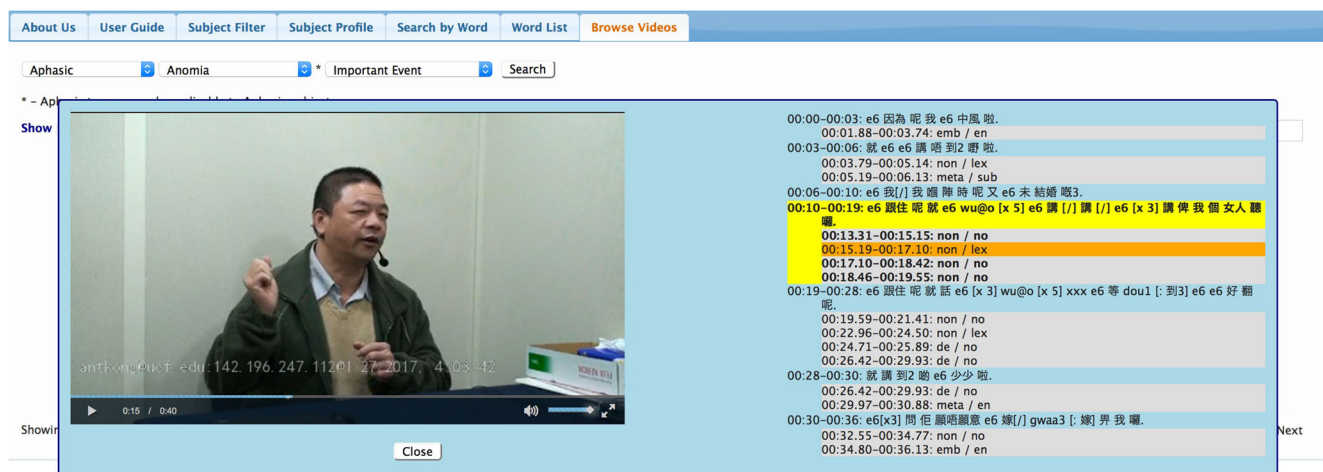 About Us User Guide Subject Filter Subject Profile Search by Word Word List Browse Videos
Aphasic Anomia * Important Event Search
Show
00:00-00:03: e6 因為 呢 我 e6 中風 啦.
00:01.88-00:03.74: emb / en
00:03-00:06: 就 e6 e6 講 唔 到2 嘢 啦.
00:03.79-00:05.14: non / lex
00:05.19-00:06.13: meta / sub
00:06-00:10: e6 我[/] 我 嗰 陣 時 呢 又 e6 未 結婚 嘅3.
00:10-00:19: e6 跟住 呢 就 e6 wu@o [x 5] e6 講 [/] 講 [/] e6 [x 3] 講 俾 我 個 女人 聽
囉.
00:13.31-00:15.15: non / no
00:15.19-00:17.10: non / lex
00:17.10-00:18.42: non / no
00:18.46-00:19.55: non / no
00:19-00:28: e6 跟住 呢 就 話 e6 [x 3] wu@o [x 5] xxx e6 等 dou1 [: 到3] e6 e6 好 翻
呢.
00:19.59-00:21.41: non / no
00:22.96-00:24.50: non / lex
00:24.71-00:25.89: de / no
00:26.42-00:29.93: de / no
00:28-00:30: 就 講 到2 啲 e6 少少 啦.
00:26.42-00:29.93: de / no
00:29.97-00:30.88: meta / en
00:30-00:36: e6[x3] 問 佢 願唔願意 e6 嫁[/] gwaa3 [: 嫁] 畀 我 囉.
00:32.55-00:34.77: non / no
00:34.80-00:36.13: emb / en
antkong@ucf.edu:142.196.247.112@1.27.2017, 4:03:42
0:15 / 0:40
Next
Close